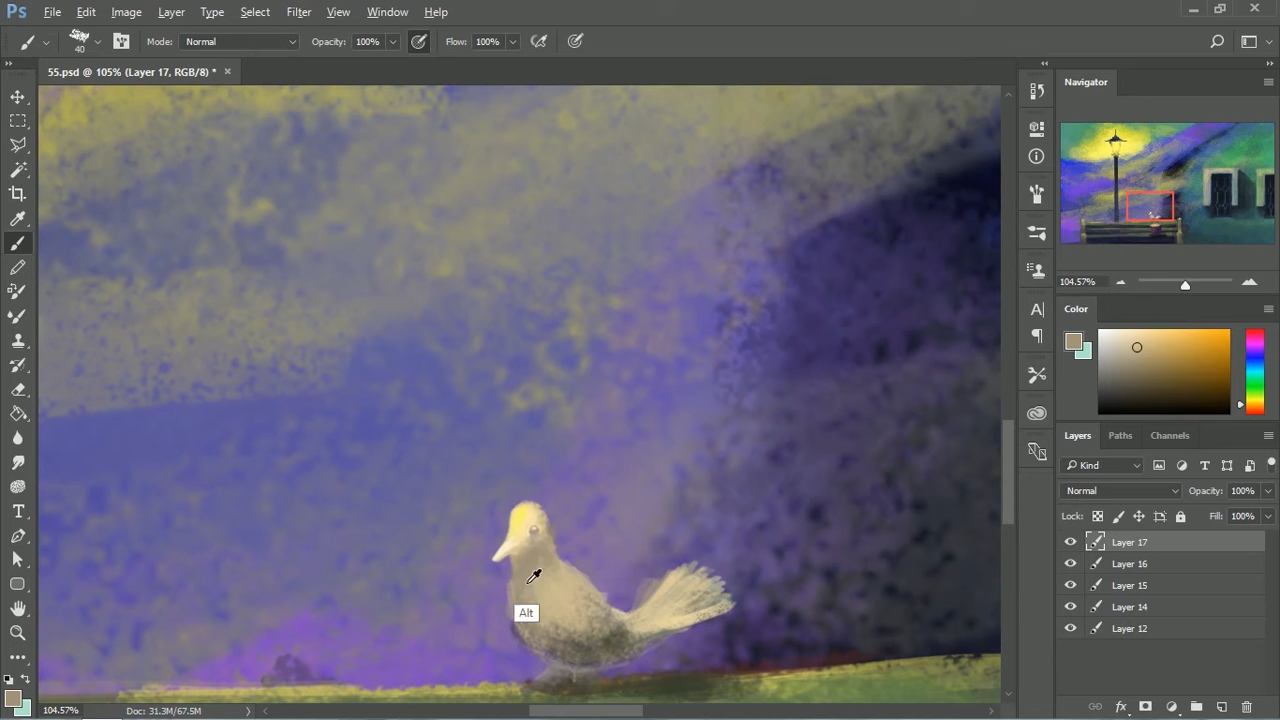 Ps File Edit Image Layer Type Select Filter View Window Help
40 Mode: Normal Opacity: 100% Flow: 100%
55.psd @ 105% (Layer 17, RGB/8) *
Navigator
104.57%
Color
Layers Paths Channels
Kind
Normal Opacity: 100%
Lock: Fill: 100%
Layer 17
Layer 16
Layer 15
Layer 14
Layer 12
Alt
104.57% Doc: 31.3M/67.5M